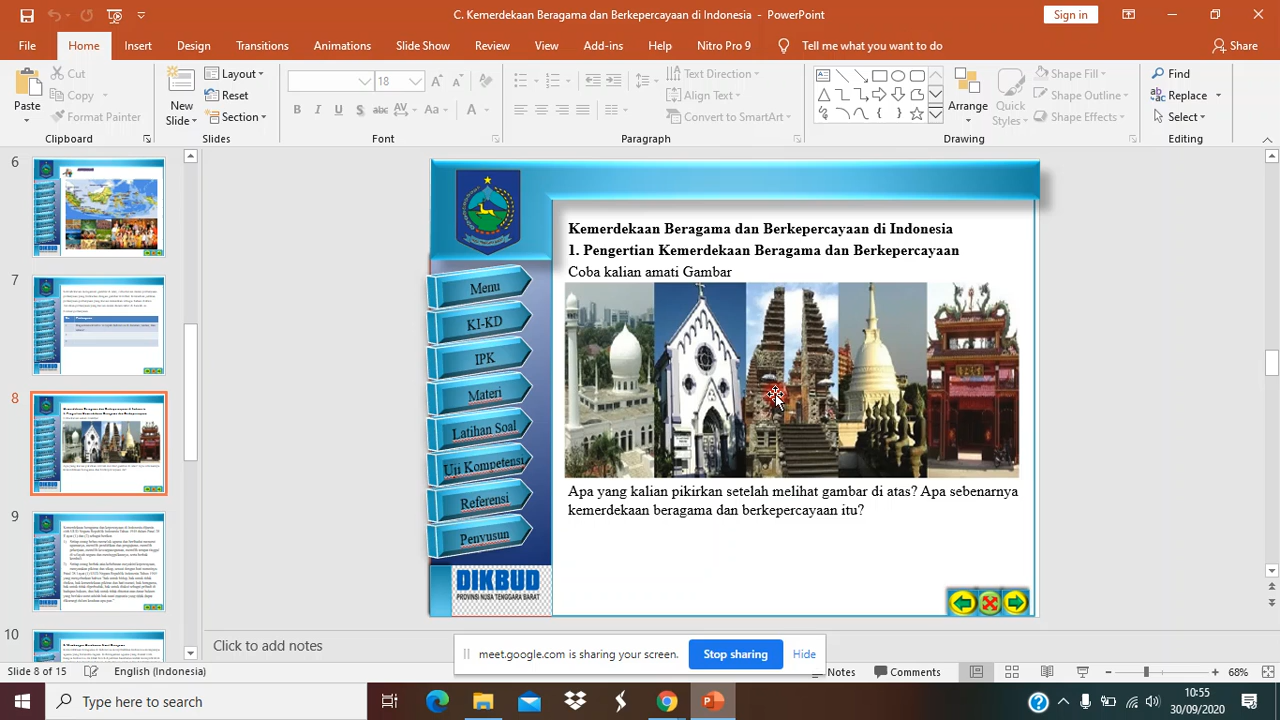 C. Kemerdekaan Beragama dan Berkepercayaan di Indonesia - PowerPoint
Sign in
File Home Insert Design Transitions Animations Slide Show Review View Add-ins Help Nitro Pro 9 Tell me what you want to do Share
Paste
Cut
Copy
Format Painter
Clipboard
New
Slide
Layout
Reset
Section
Slides
18
Font
Text Direction
Align Text
Convert to SmartArt
Paragraph
Arrange
Quick
Styles
Shape Fill
Shape Outline
Shape Effects
Drawing
Find
Replace
Select
Editing
6
7
8
9
10
Kemerdekaan Beragama dan Berkepercayaan di Indonesia
1.Pengertian Kemerdekaan Beragama dan Berkepercayaan
Coba kalian amati Gambar
Menu
KI-KD
IPK
Materi
Latihan Soal
Uji Kompetensi
Referensi
Penyusun
Apa yang kalian pikirkan setelah melihat gambar di atas? Apa sebenarnya
kemerdekaan beragama dan berkepercayaan itu?
DIKBUD
PROVINSI NUSA TENGGARA BARAT
Click to add notes
meet.google.com is sharing your screen.
Stop sharing
Hide
Slide 8 of 15 English (Indonesia) Notes Comments 68%
Type here to search
10:55
30/09/2020